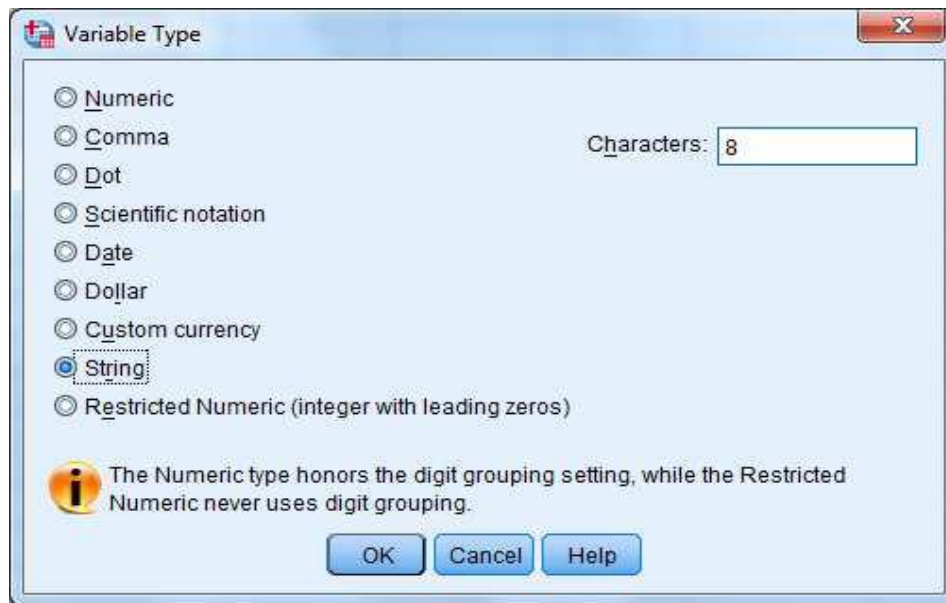 Variable Type
Numeric
Comma
Characters: 8
Dot
Scientific notation
Date
Dollar
Custom currency
String
Restricted Numeric (integer with leading zeros)
The Numeric type honors the digit grouping setting, while the Restricted
Numeric never uses digit grouping.
OK Cancel Help